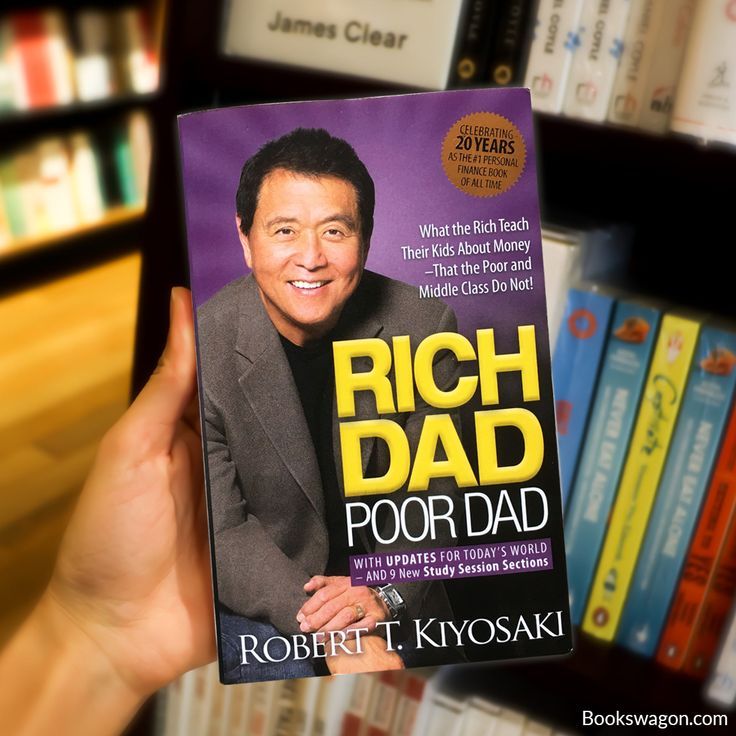 James Clear
CELEBRATING
20 YEARS
AS THE #1 PERSONAL
FINANCE BOOK
OF ALL TIME
What the Rich Teach
Their Kids About Money
–That the Poor and
Middle Class Do Not!
RICH
DAD
POOR DAD
WITH UPDATES FOR TODAY'S WORLD
– AND 9 New Study Session Sections
ROBERT T. KIYOSAKI
NEVER EAT ALONE
NEVER EAT ALONE
Bookswagon.com